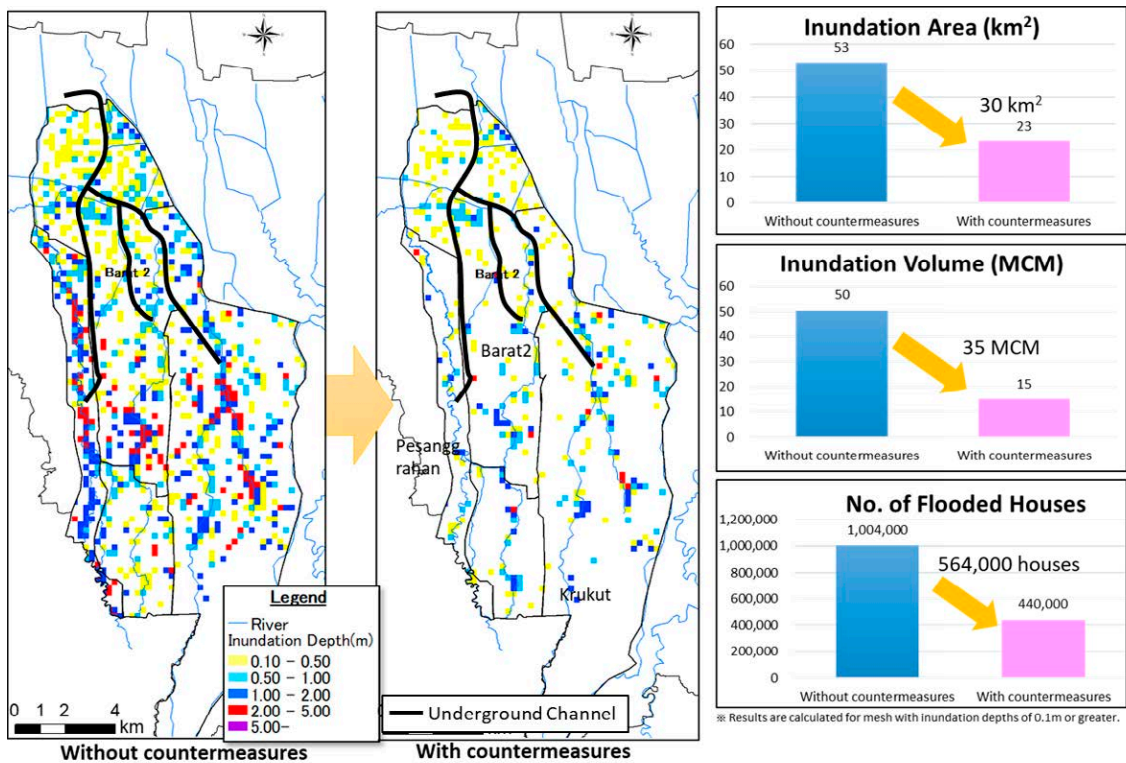 Barat 2
Legend
River
Inundation Depth(m)
0.10 - 0.50
0.50 - 1.00
1.00 - 2.00
2.00 - 5.00
5.00-
0 1 2 4
km
Without countermeasures
Barat 2
Barat2
Pesangg
rahan
Krukut
Underground Channel
With countermeasures
Inundation Area (km²)
60
50
40
30
20
10
0
53
30 km²
23
Without countermeasures
With countermeasures
Inundation Volume (MCM)
60
50
40
30
20
10
0
50
35 MCM
15
Without countermeasures
With countermeasures
No. of Flooded Houses
1,200,000
1,000,000
800,000
600,000
400,000
200,000
0
1,004,000
564,000 houses
440,000
Without countermeasures
With countermeasures
※ Results are calculated for mesh with inundation depths of 0.1m or greater.